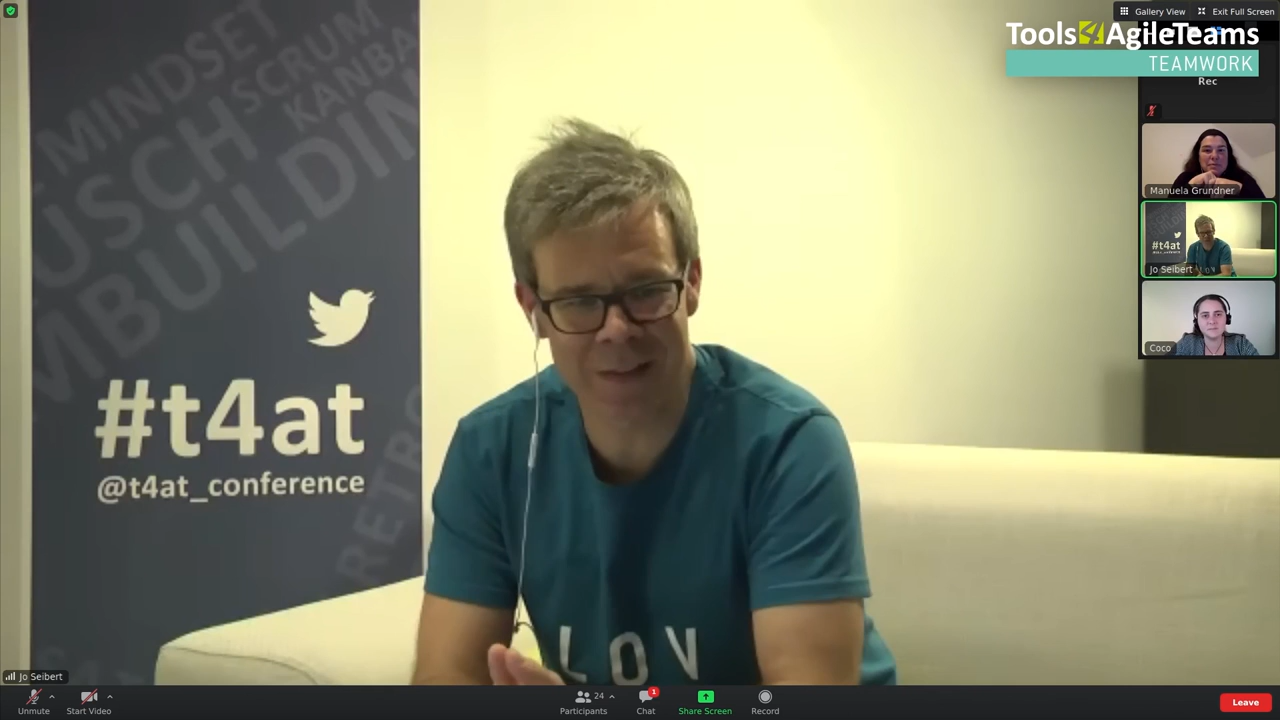 Gallery View
Exit Full Screen
Tools4AgileTeams
TEAMWORK
Rec
Manuela Grundner
#t4at
Jo Seibert
Coco
MINDSET
SCRUM
KANBA
USCH
MBUILDIN
#t4at
@t4at_conference
RETRO
LOV
Jo Seibert
Unmute
Start Video
24
Participants
1
Chat
Share Screen
Record
Leave